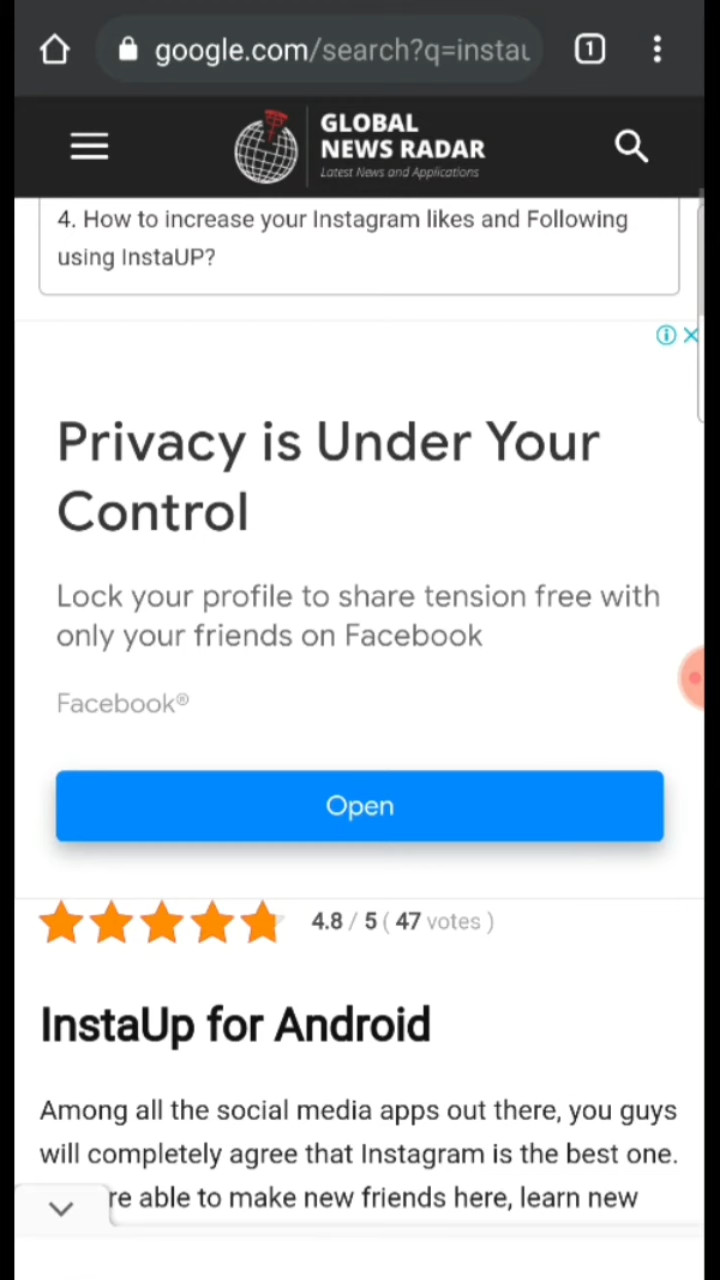 google.com/search?q=instau
1
GLOBAL
NEWS RADAR
Latest News and Applications
4. How to increase your Instagram likes and Following
using InstaUP?
Privacy is Under Your
Control
Lock your profile to share tension free with
only your friends on Facebook
Facebook®
Open
4.8 / 5 ( 47 votes )
InstaUp for Android
Among all the social media apps out there, you guys
will completely agree that Instagram is the best one.
re able to make new friends here, learn new